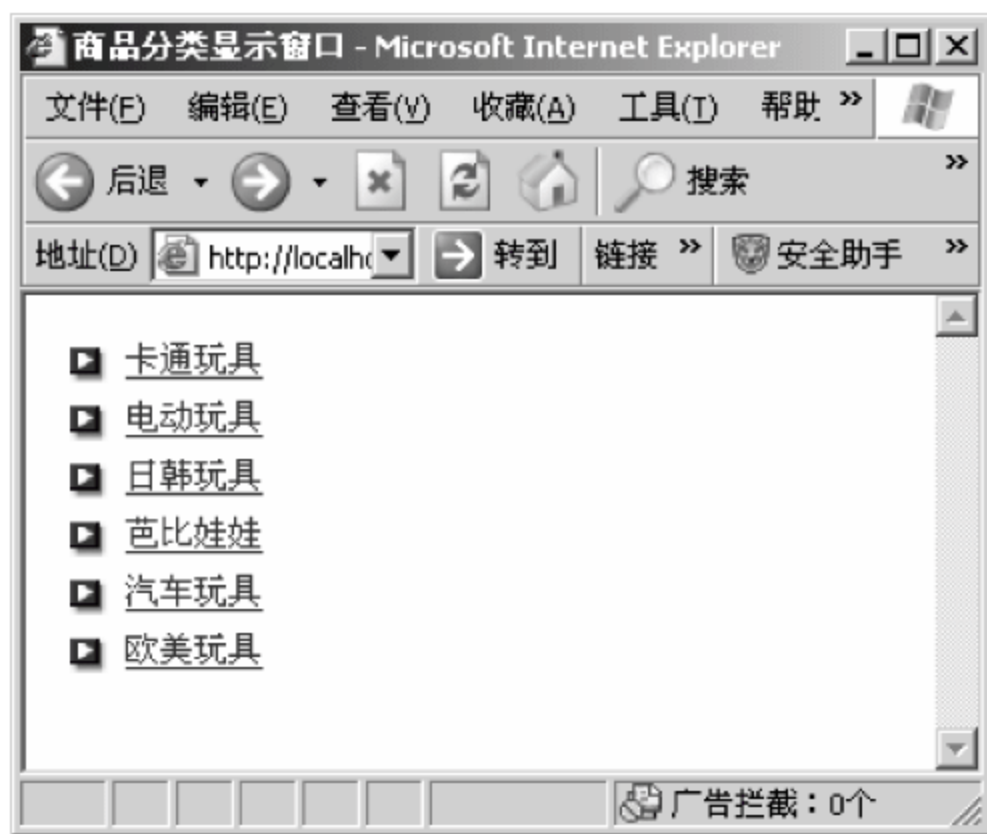 商品分类显示窗口 - Microsoft Internet Explorer
文件(F) 编辑(E) 查看(V) 收藏(A) 工具(T) 帮助 »
后退 搜索 »
地址(D) http://localh 转到 链接 » 安全助手 »
卡通玩具
电动玩具
日韩玩具
芭比娃娃
汽车玩具
欧美玩具
广告拦截：0个